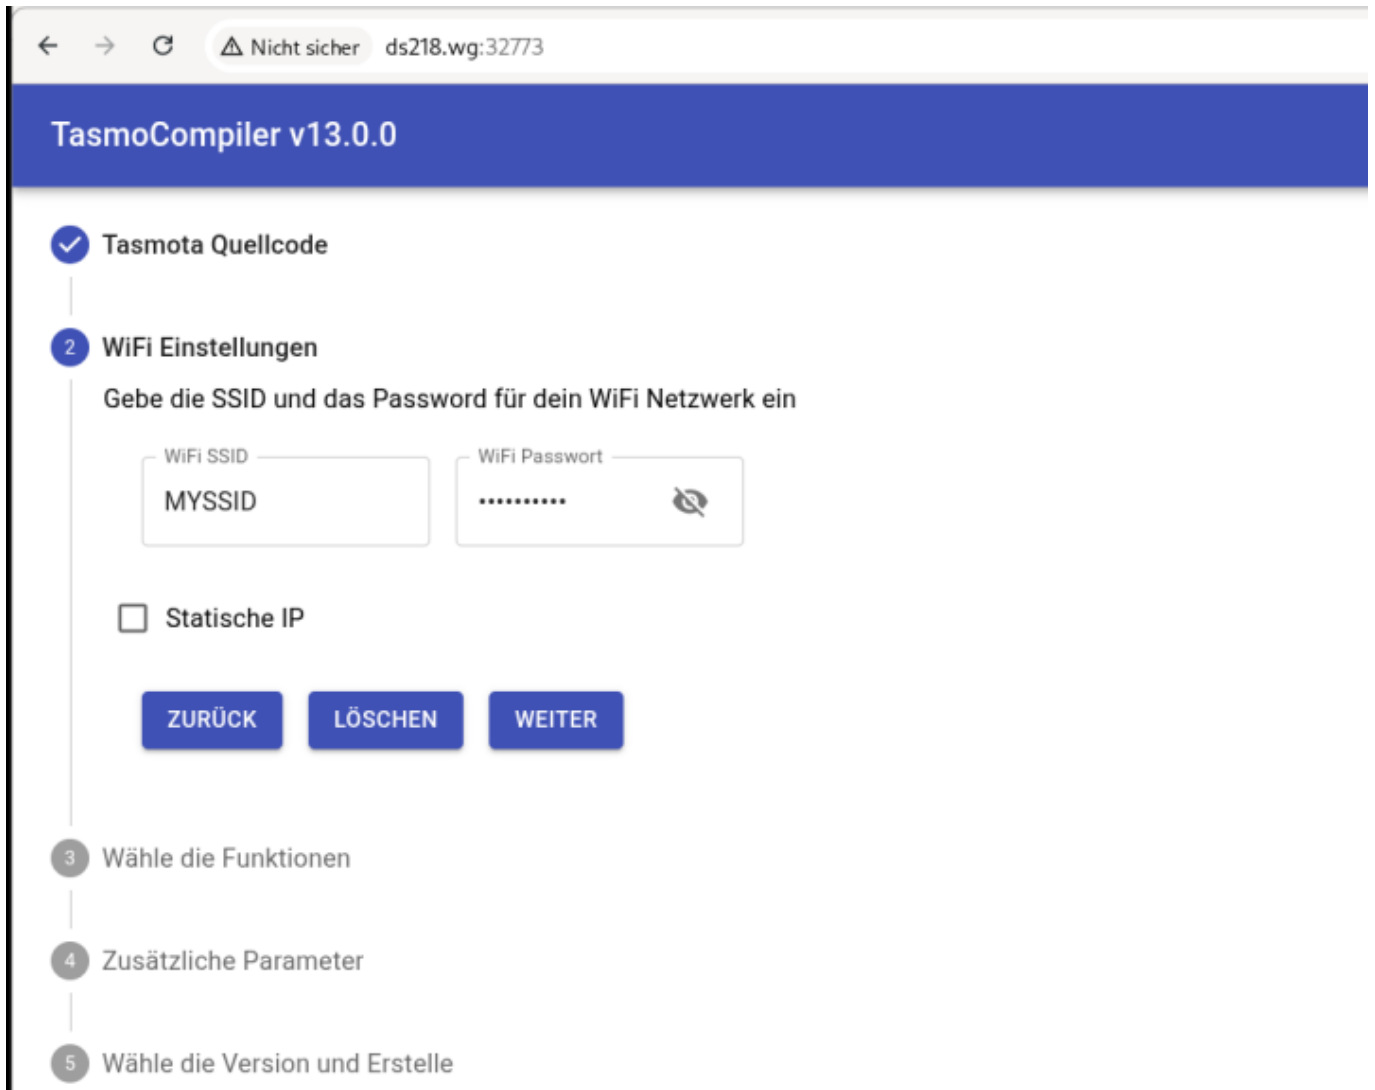 Nicht sicher ds218.wg:32773
TasmoCompiler v13.0.0
Tasmota Quellcode
2 WiFi Einstellungen
Gebe die SSID und das Password für dein WiFi Netzwerk ein
WiFi SSID WiFi Passwort
MYSSID ••••••••••
Statische IP
ZURÜCK LÖSCHEN WEITER
3 Wähle die Funktionen
4 Zusätzliche Parameter
5 Wähle die Version und Erstelle